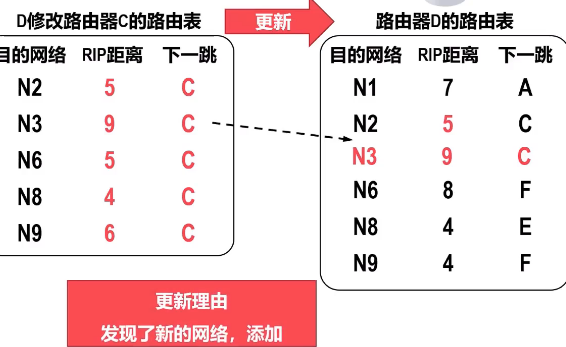 D修改路由器C的路由表
目的网络 RIP距离 下一跳
N2 5 C
N3 9 C
N6 5 C
N8 4 C
N9 6 C
更新
路由器D的路由表
目的网络 RIP距离 下一跳
N1 7 A
N2 5 C
N3 9 C
N6 8 F
N8 4 E
N9 4 F
更新理由
发现了新的网络，添加